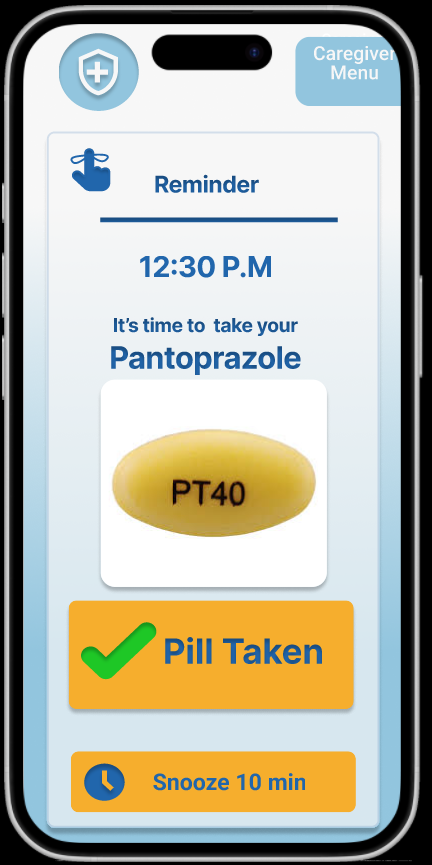 Caregiver
Menu
Reminder
12:30 P.M
It's time to take your
Pantoprazole
PT40
Pill Taken
Snooze 10 min